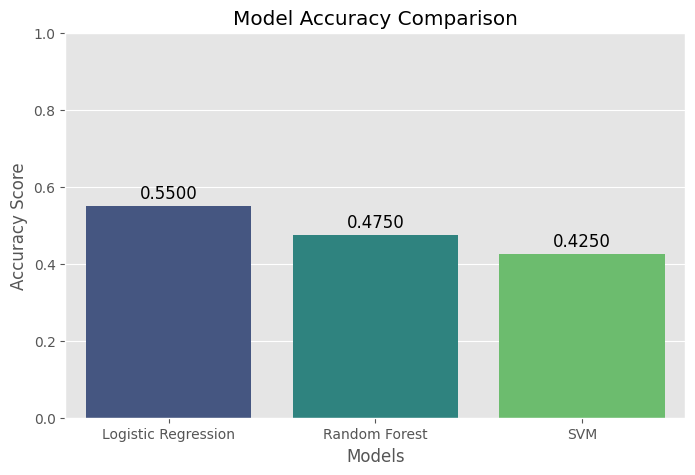 Model Accuracy Comparison
1.0
0.8
0.6
0.4
0.2
0.0
Accuracy Score
0.5500
0.4750
0.4250
Logistic Regression
Random Forest
SVM
Models